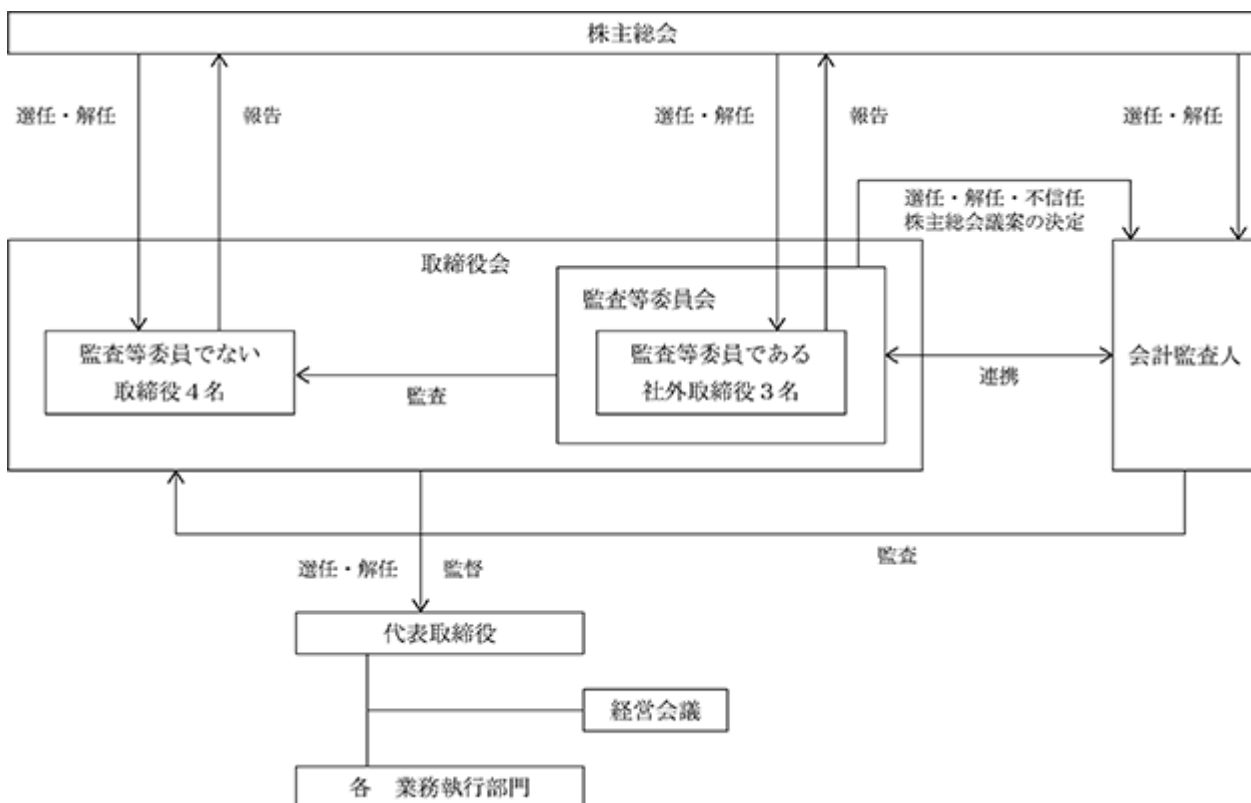 株主総会
選任・解任
報告
選任・解任
報告
選任・解任
選任・解任・不信任
株主総会議案の決定
取締役会
監査等委員会
監査等委員でない
取締役4名
監査
監査等委員である
社外取締役3名
連携
会計監査人
監査
選任・解任
監督
代表取締役
経営会議
各 業務執行部門